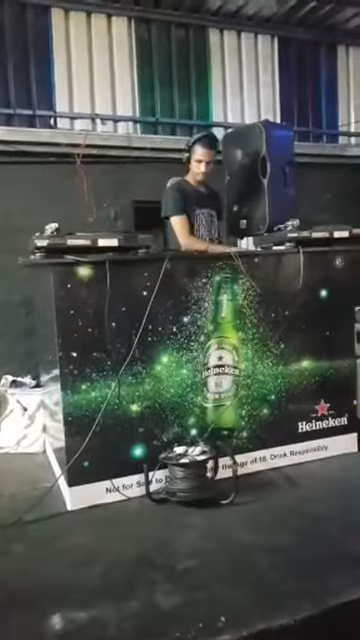 Heineken
Heineken
Not for Sale to
the age of 18. Drink Responsibly.